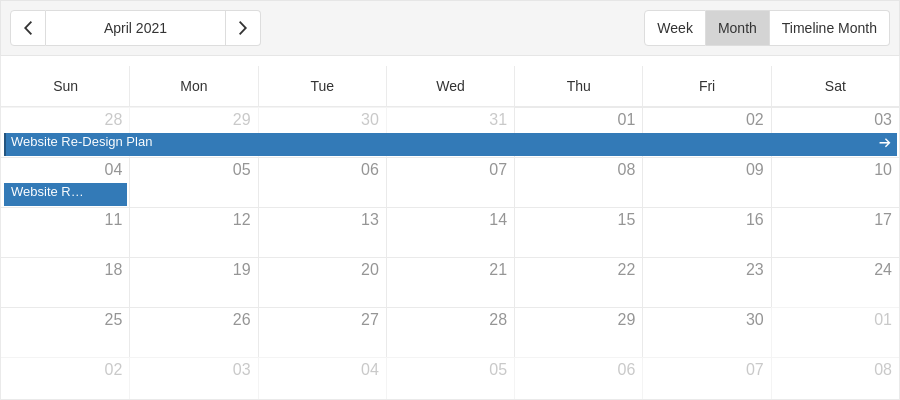 April 2021 Week Month Timeline Month
Sun Mon Tue Wed Thu Fri Sat
28 29 30 31 01 02 03
Website Re-Design Plan
04 05 06 07 08 09 10
Website R…
11 12 13 14 15 16 17
18 19 20 21 22 23 24
25 26 27 28 29 30 01
02 03 04 05 06 07 08